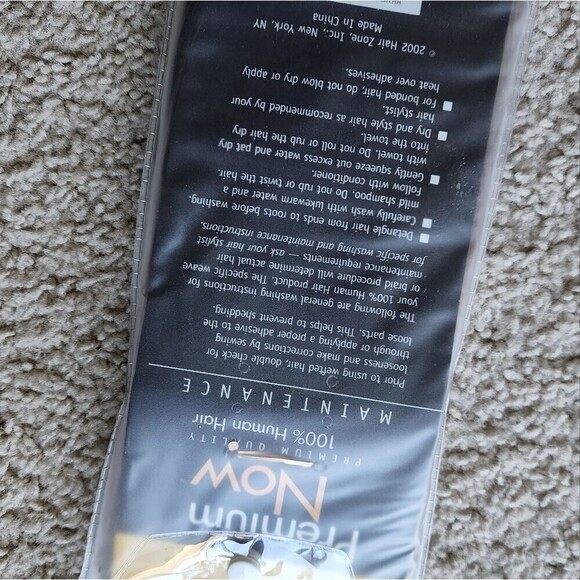 Premium
Now
PREMIUM QUALITY
100% Human Hair
MAINTENANCE
Prior to using wefted hair, double check for
looseness and make corrections by sewing
through or applying a proper adhesive to the
loose parts. This helps to prevent shedding.
The following are general washing instructions for
your 100% Human Hair product. The specific weave
or braid procedure will determine actual hair
maintenance requirements — ask your hair stylist
for specific washing and maintenance instructions.
Detangle hair from ends to roots before washing.
Carefully wash with lukewarm water and a
mild shampoo. Do not rub or twist the hair.
Follow with conditioner.
Gently squeeze out excess water and pat dry
with towel. Do not roll or rub the hair dry
into the towel.
Dry and style hair as recommended by your
hair stylist.
For bonded hair, do not blow dry or apply
heat over adhesives.
© 2002 Hair Zone, Inc., New York, NY
Made In China